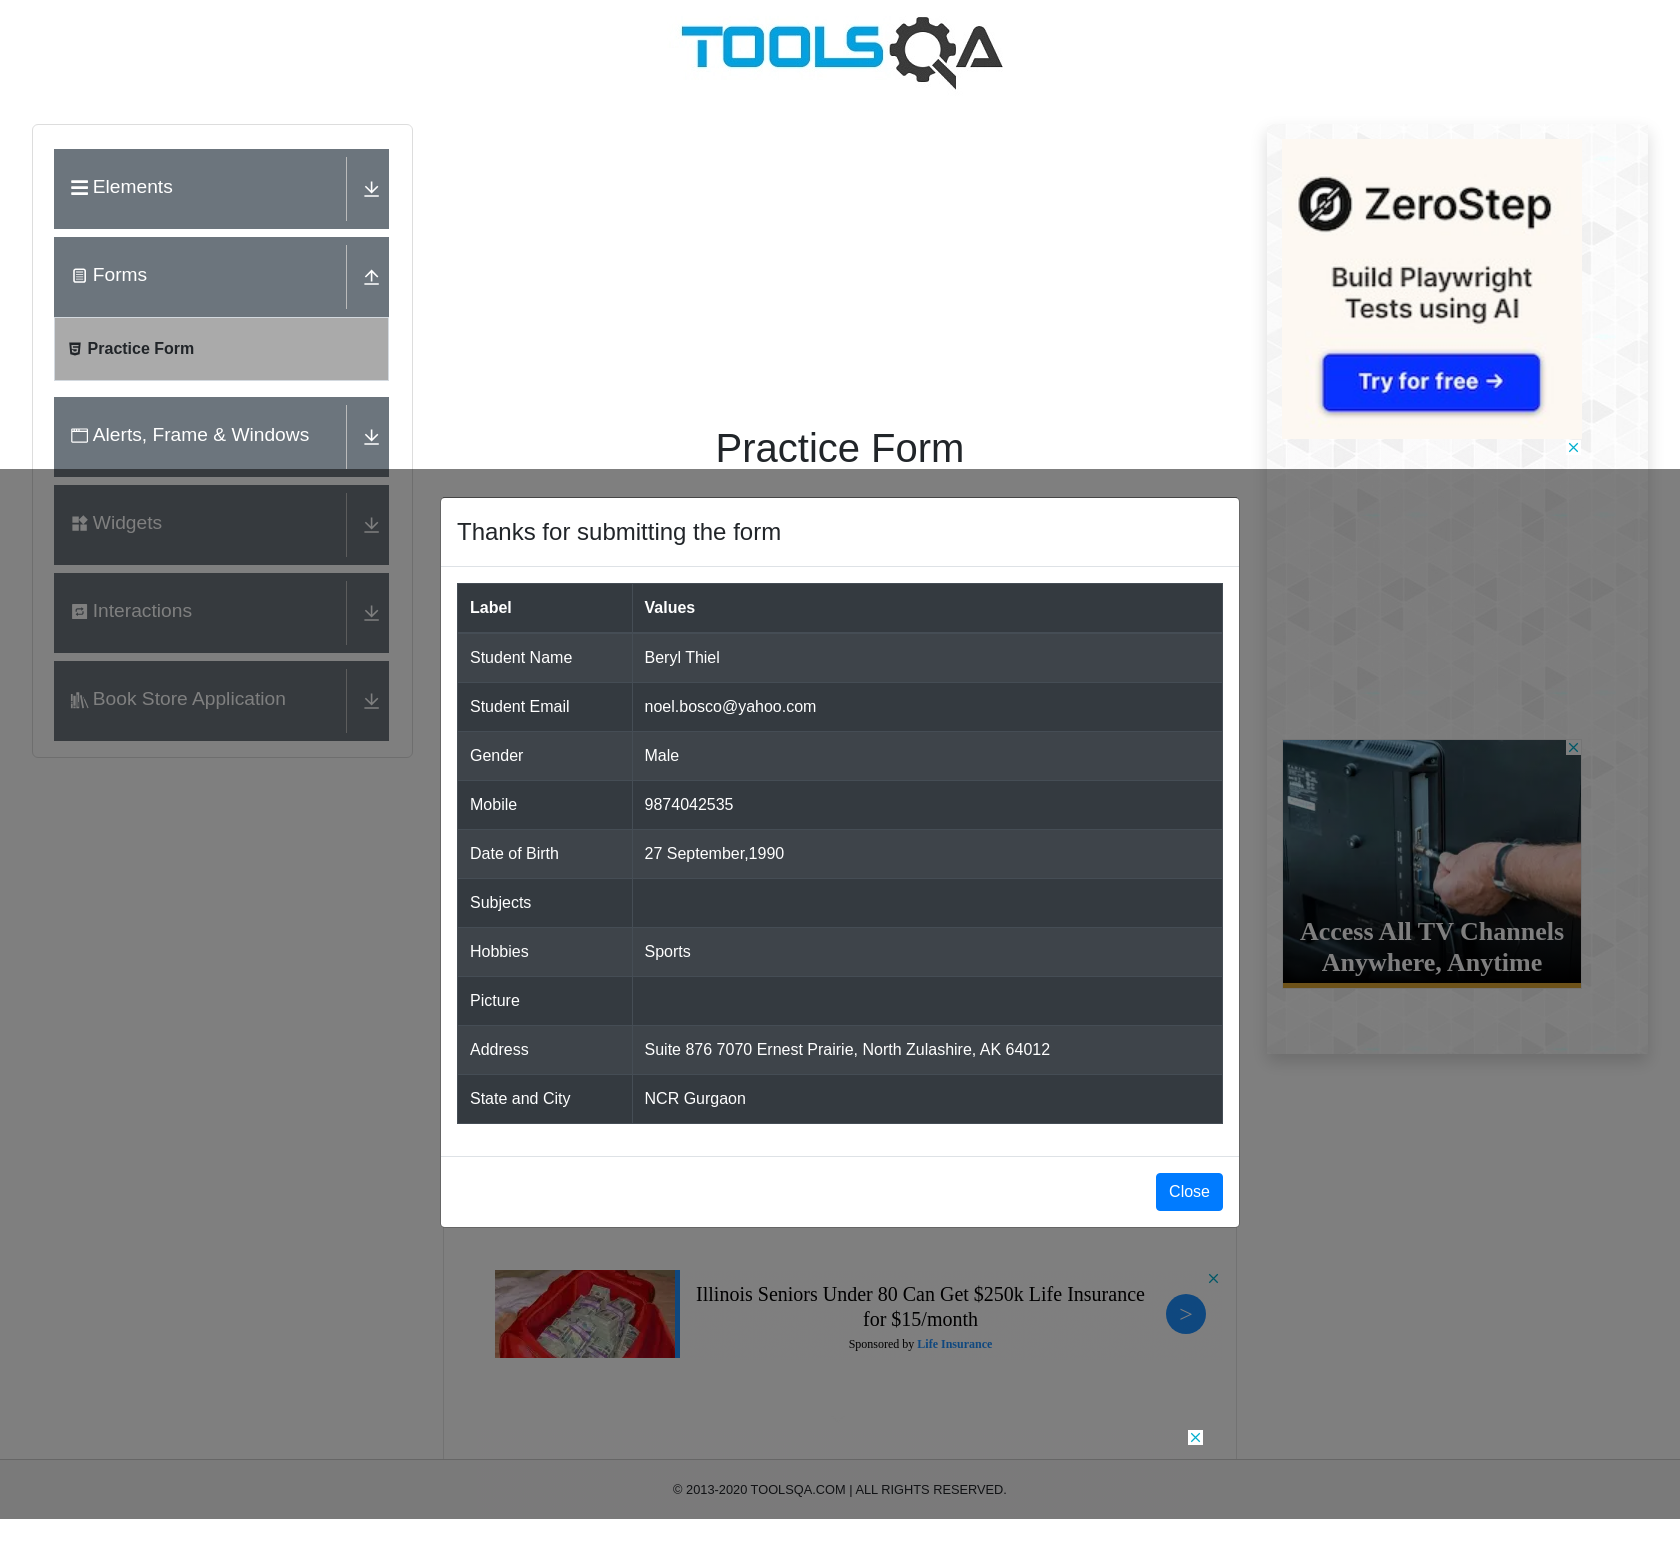 TOOLSQA
Elements
Forms
Practice Form
Alerts, Frame & Windows
Widgets
Interactions
Book Store Application
Practice Form
Thanks for submitting the form
Label Values
Student Name Beryl Thiel
Student Email noel.bosco@yahoo.com
Gender Male
Mobile 9874042535
Date of Birth 27 September,1990
Subjects
Hobbies Sports
Picture
Address Suite 876 7070 Ernest Prairie, North Zulashire, AK 64012
State and City NCR Gurgaon
Close
ZeroStep
Build Playwright
Tests using AI
Try for free →
Access All TV Channels
Anywhere, Anytime
Illinois Seniors Under 80 Can Get $250k Life Insurance
for $15/month
Sponsored by Life Insurance
>
© 2013-2020 TOOLSQA.COM | ALL RIGHTS RESERVED.